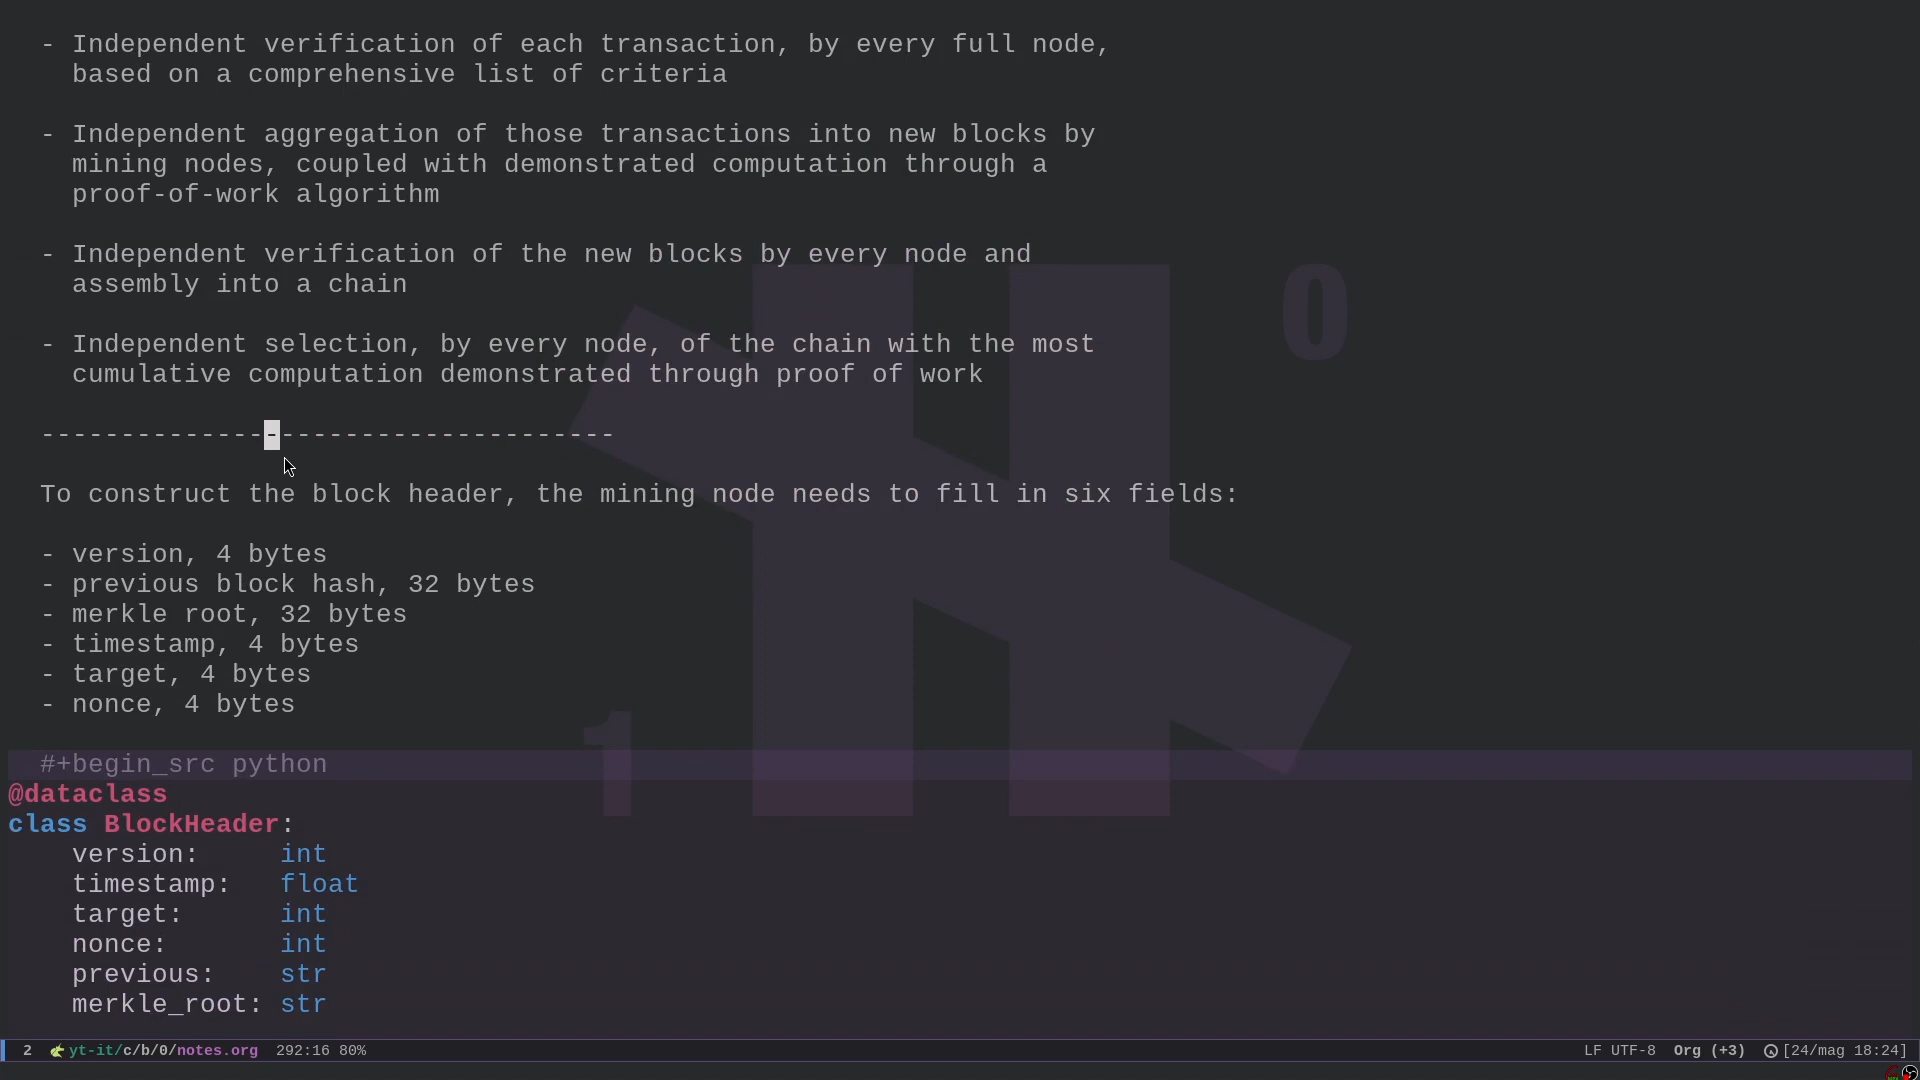 - Independent verification of each transaction, by every full node,
based on a comprehensive list of criteria
- Independent aggregation of those transactions into new blocks by
mining nodes, coupled with demonstrated computation through a
proof-of-work algorithm
- Independent verification of the new blocks by every node and
assembly into a chain
- Independent selection, by every node, of the chain with the most
cumulative computation demonstrated through proof of work
------------------------------------
To construct the block header, the mining node needs to fill in six fields:
- version, 4 bytes
- previous block hash, 32 bytes
- merkle root, 32 bytes
- timestamp, 4 bytes
- target, 4 bytes
- nonce, 4 bytes
#+begin_src python
@dataclass
class BlockHeader:
version: int
timestamp: float
target: int
nonce: int
previous: str
merkle_root: str
2 yt-it/c/b/0/notes.org 292:16 80% LF UTF-8 Org (+3) [24/mag 18:24]
0
1